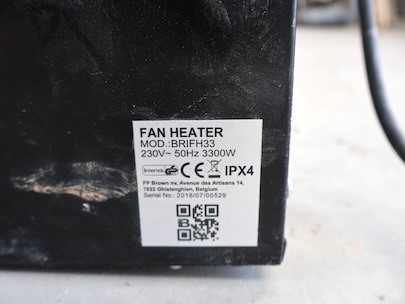 FAN HEATER
MOD.:BRIFH33
230V~ 50Hz 3300W
Intertek GS CE IPX4
FP Brown nv, Avenue des Artisans 14,
7822 Ghislenghien, Belgium
Serial No.: 2018/07/00529
B